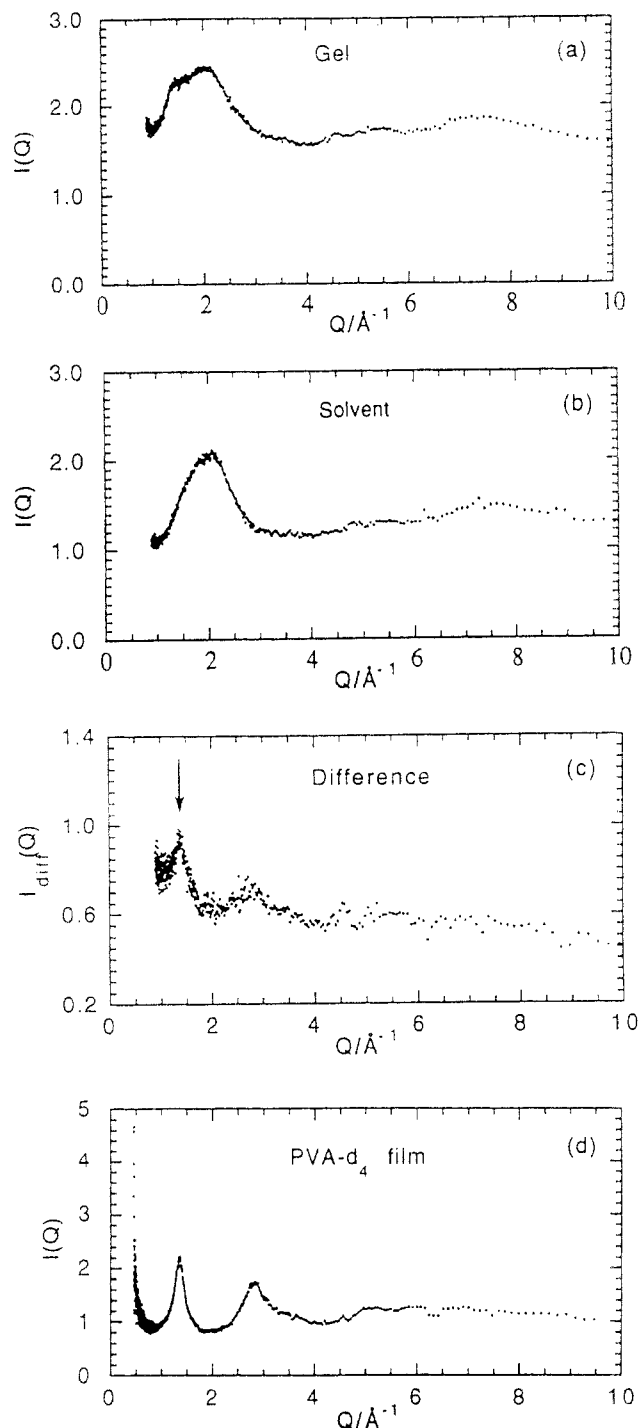 3.0
Gel
(a)
2.0
I(Q)
1.0
0.0
0 2 4 6 8 10
Q/Å⁻¹
3.0
Solvent
(b)
2.0
I(Q)
1.0
0.0
0 2 4 6 8 10
Q/Å⁻¹
1.4
Difference
(c)
1.0
I_diff(Q)
0.6
0.2
0 2 4 6 8 10
Q/Å⁻¹
5
PVA-d₄ film
(d)
4
3
I(Q)
2
1
0
0 2 4 6 8 10
Q/Å⁻¹